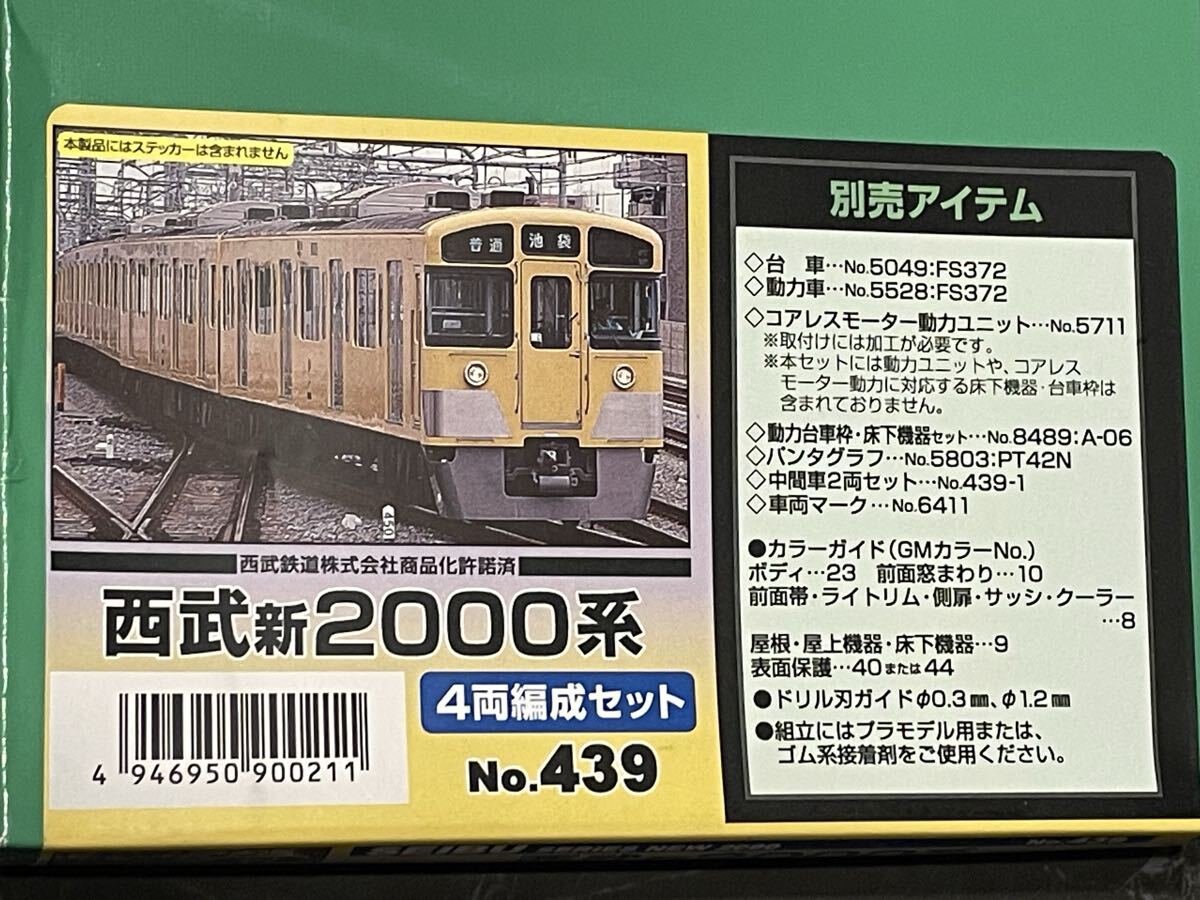 本製品にはステッカーは含まれません
普通 池袋
西武鉄道株式会社商品化許諾済
西武新2000系
4両編成セット
No.439
4 946950 900211
別売アイテム
◇台 車…No.5049:FS372
◇動力車…No.5528:FS372
◇コアレスモーター動力ユニット…No.5711
※取付けには加工が必要です。
※本セットには動力ユニットや、コアレス
モーター動力に対応する床下機器・台車枠は
含まれておりません。
◇動力台車枠・床下機器セット…No.8489:A-06
◇パンタグラフ…No.5803:PT42N
◇中間車2両セット…No.439-1
◇車両マーク…No.6411
●カラーガイド(GMカラーNo.)
ボディ…23 前面窓まわり…10
前面帯・ライトリム・側扉・サッシ・クーラー
…8
屋根・屋上機器・床下機器…9
表面保護…40または44
●ドリル刃ガイドφ0.3㎜、φ1.2㎜
●組立にはプラモデル用または、
ゴム系接着剤をご使用ください。